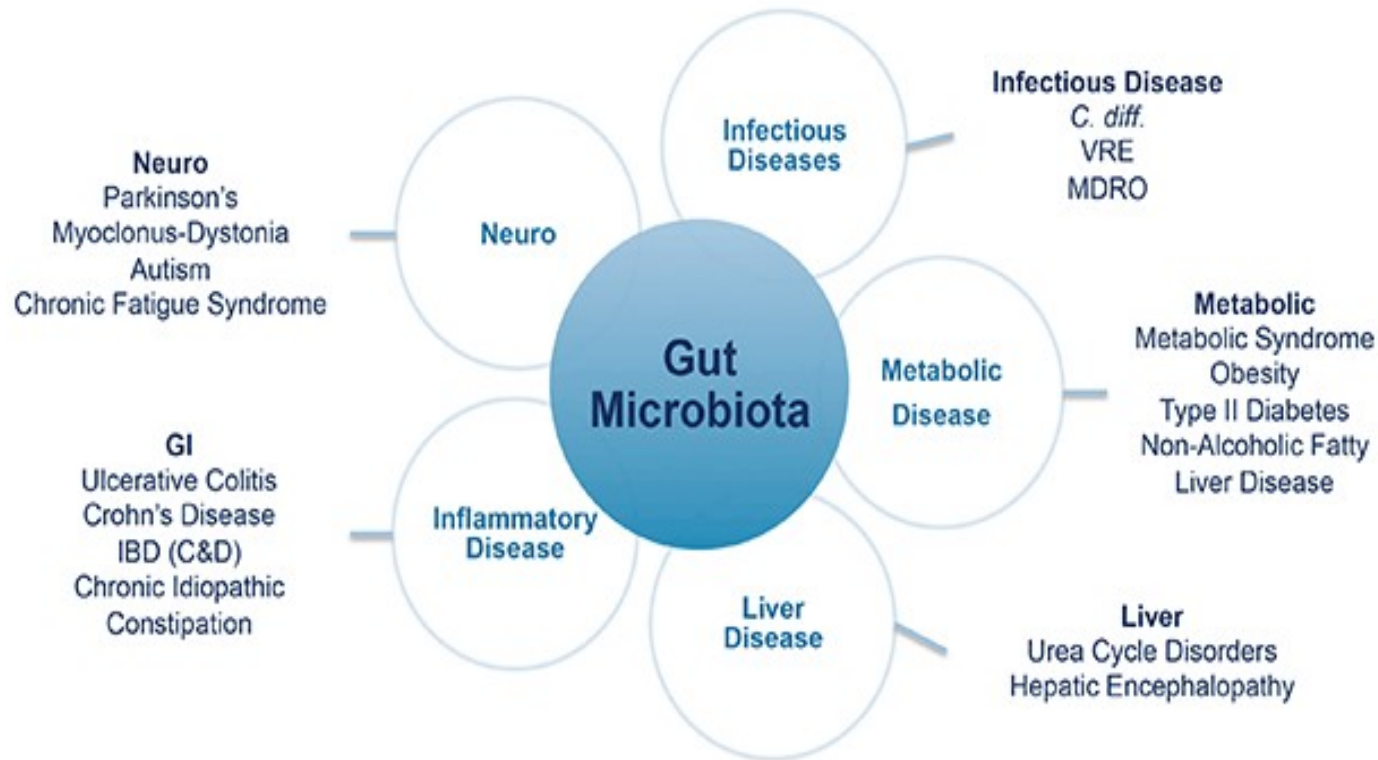 Infectious Disease
C. diff.
VRE
MDRO
Infectious
Diseases
Neuro
Parkinson's
Myoclonus-Dystonia
Autism
Chronic Fatigue Syndrome
Neuro
Gut
Microbiota
Metabolic
Disease
Metabolic
Metabolic Syndrome
Obesity
Type II Diabetes
Non-Alcoholic Fatty
Liver Disease
GI
Ulcerative Colitis
Crohn's Disease
IBD (C&D)
Chronic Idiopathic
Constipation
Inflammatory
Disease
Liver
Disease
Liver
Urea Cycle Disorders
Hepatic Encephalopathy